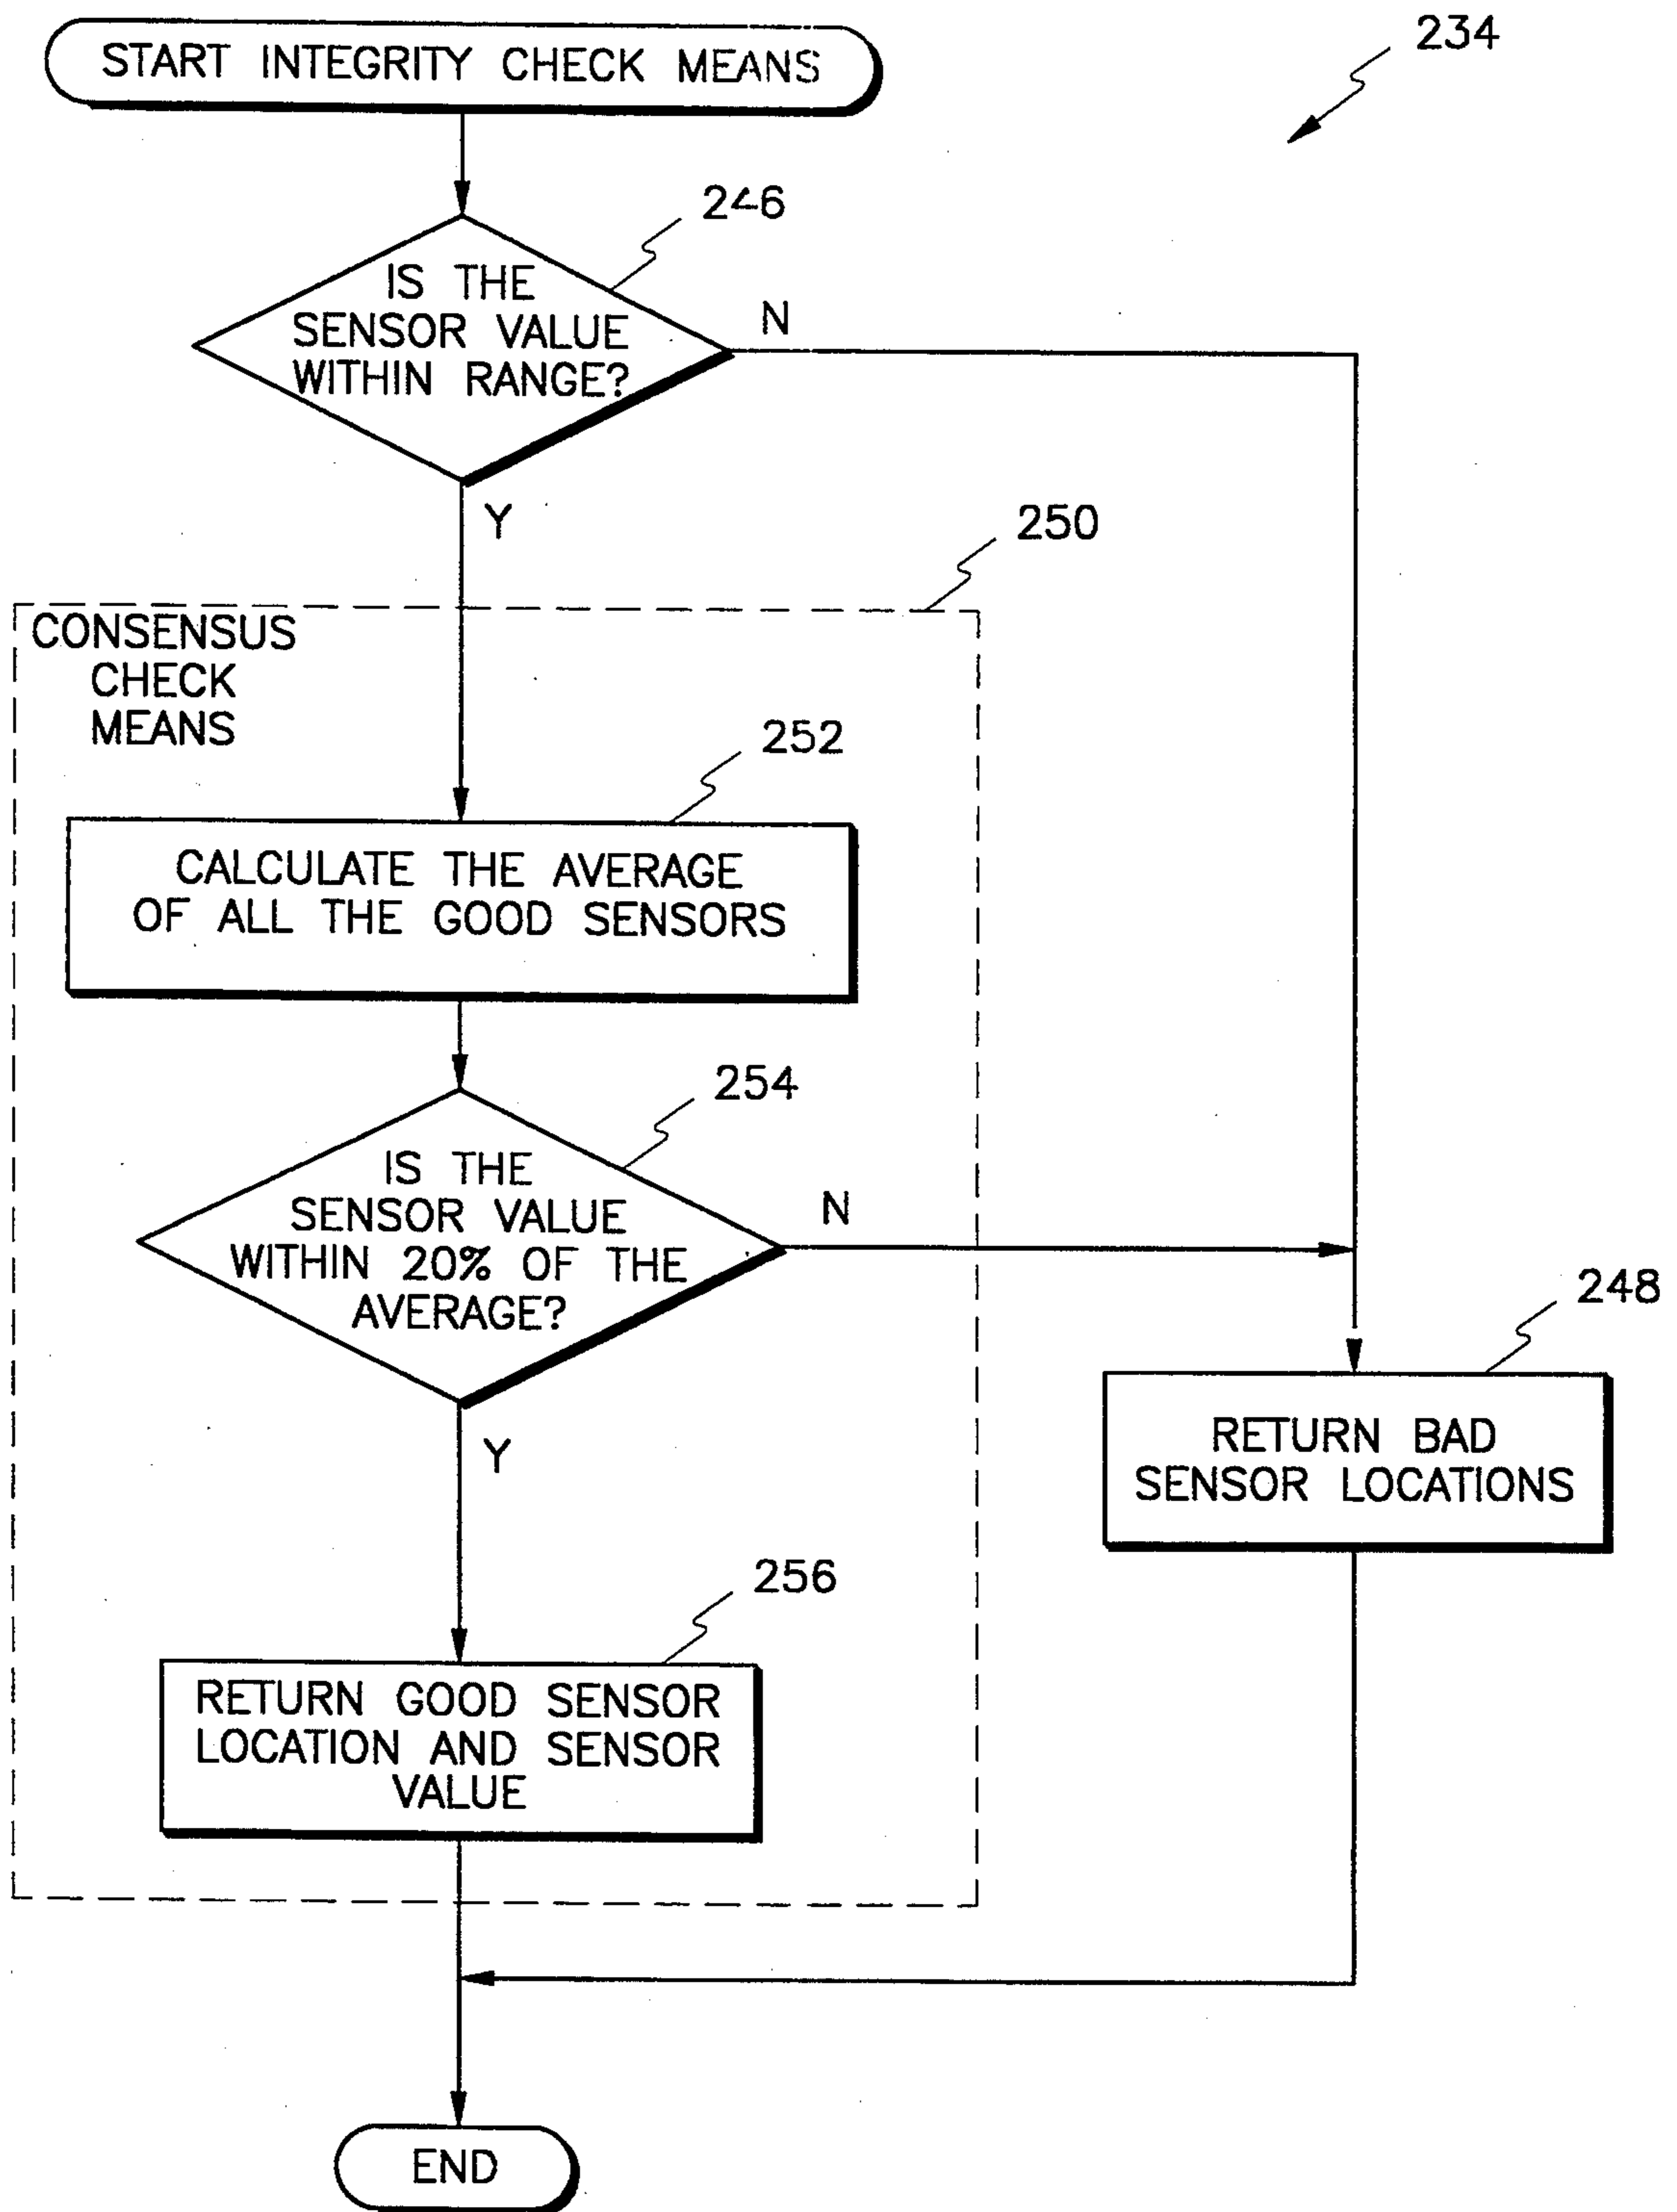 START INTEGRITY CHECK MEANS
234
246
IS THE
SENSOR VALUE
WITHIN RANGE?
N
Y
250
CONSENSUS
CHECK
MEANS
252
CALCULATE THE AVERAGE
OF ALL THE GOOD SENSORS
254
IS THE
SENSOR VALUE
WITHIN 20% OF THE
AVERAGE?
N
Y
248
RETURN BAD
SENSOR LOCATIONS
256
RETURN GOOD SENSOR
LOCATION AND SENSOR
VALUE
END